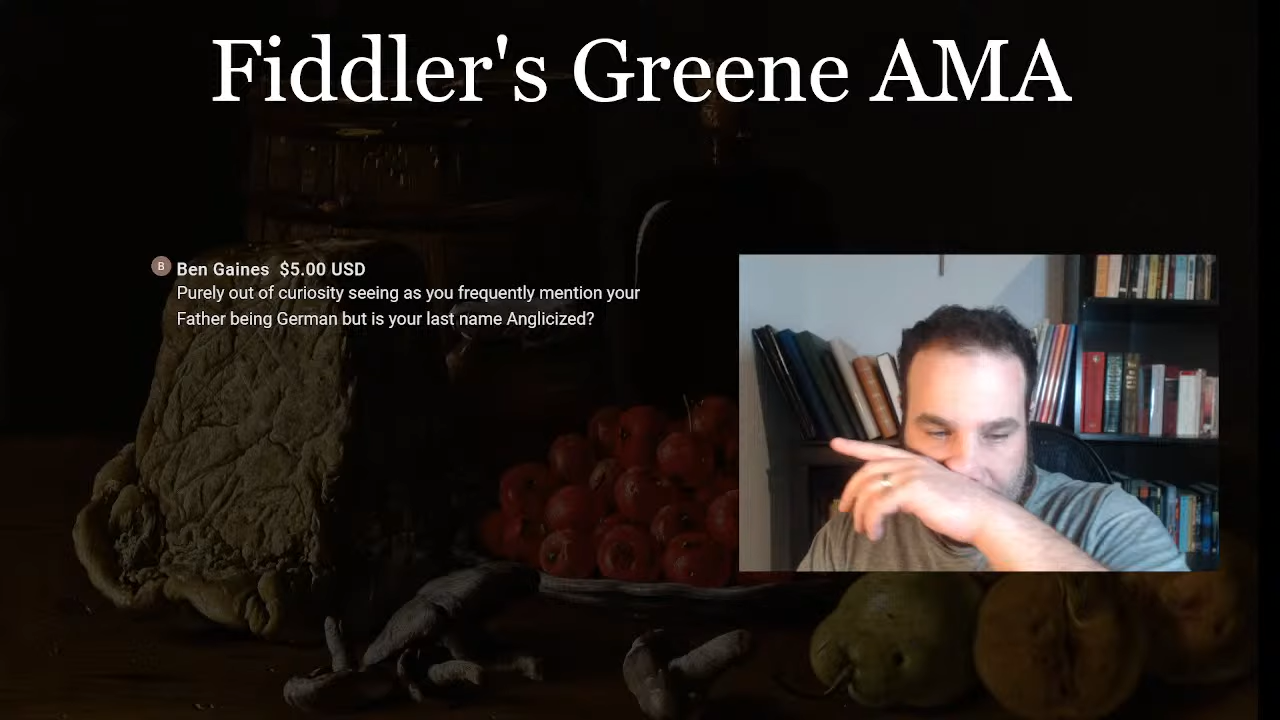 Fiddler's Greene AMA
B Ben Gaines $5.00 USD
Purely out of curiosity seeing as you frequently mention your
Father being German but is your last name Anglicized?